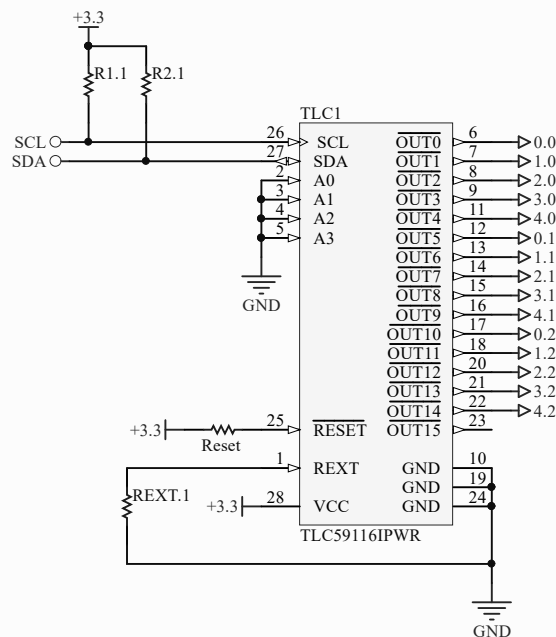 +3.3
R1.1 R2.1
TLC1
SCL 26 SCL OUT0 6 0.0
SDA 27 SDA OUT1 7 1.0
2 A0 OUT2 8 2.0
3 A1 OUT3 9 3.0
4 A2 OUT4 11 4.0
5 A3 OUT5 12 0.1
OUT6 13 1.1
OUT7 14 2.1
GND OUT8 15 3.1
OUT9 16 4.1
OUT10 17 0.2
OUT11 18 1.2
OUT12 20 2.2
OUT13 21 3.2
OUT14 22 4.2
+3.3 Reset 25 RESET OUT15 23
1 REXT GND 10
REXT.1 GND 19
+3.3 28 VCC GND 24
TLC59116IPWR
GND